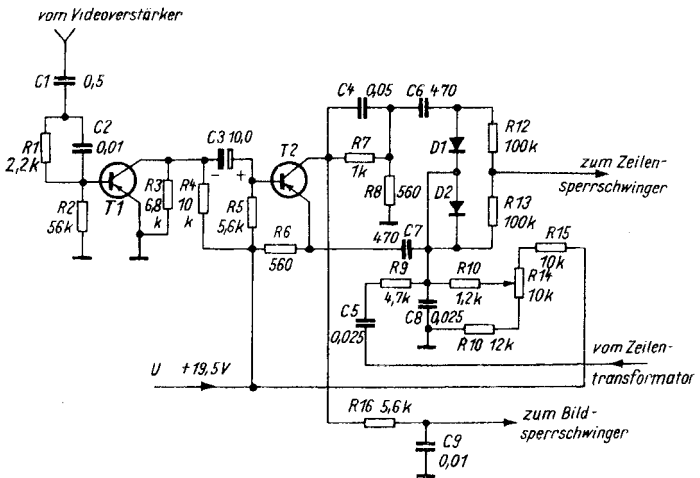 vom Videoverstärker
C1
0,5
C2
0,01
R1
2,2k
R2
56k
T1
R3
6,8
k
R4
10
k
C3 10,0
−
+
T2
R5
5,6k
R6
560
C4
0,05
C6
470
R7
1k
R8
560
D1
D2
R12
100k
R13
100k
zum Zeilen-
sperrschwinger
470
C7
R9
4,7k
C5
0,025
C8
0,025
R10
1,2k
R14
10k
R15
10k
R10 12k
vom Zeilen-
transformator
U +19,5V
R16 5,6k
zum Bild-
sperrschwinger
C9
0,01